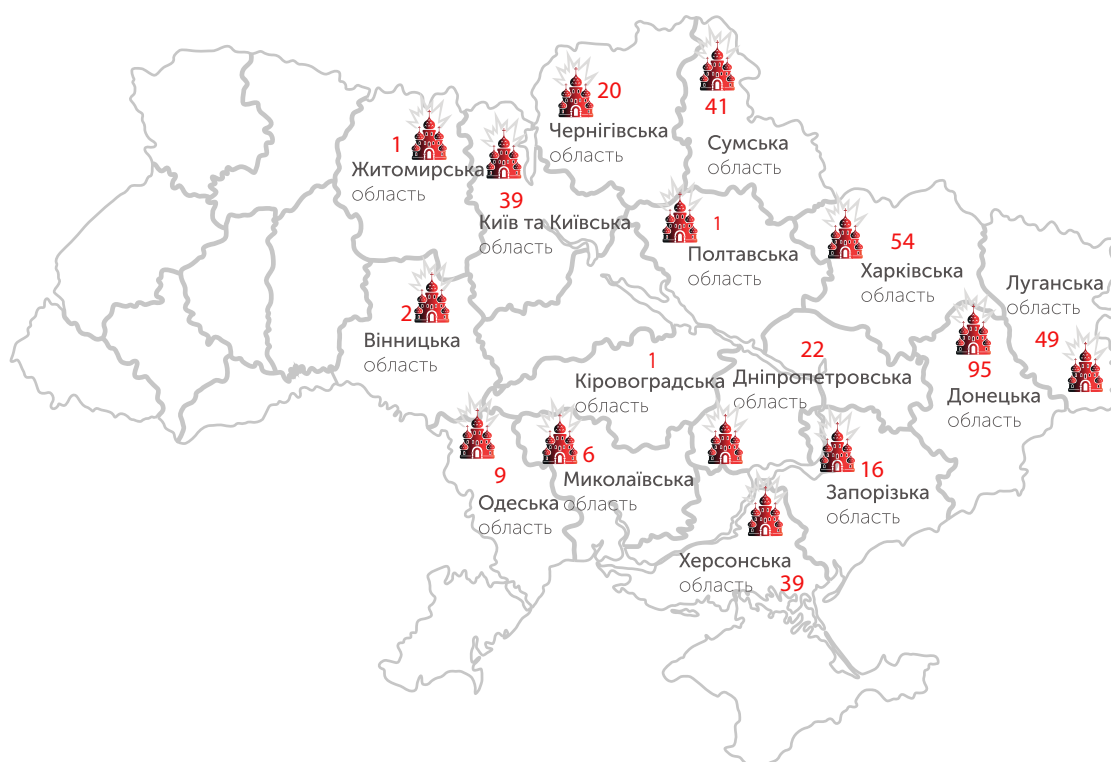 20
Чернігівська
область
41
Сумська
область
1
Житомирська
область
39
Київ та Київська
область
1
Полтавська
область
54
Харківська
область
Луганська
область
49
2
Вінницька
область
1
Кіровоградська
область
22
Дніпропетровська
область
95
Донецька
область
9
Одеська
область
6
Миколаївська
область
16
Запорізька
область
Херсонська
область 39